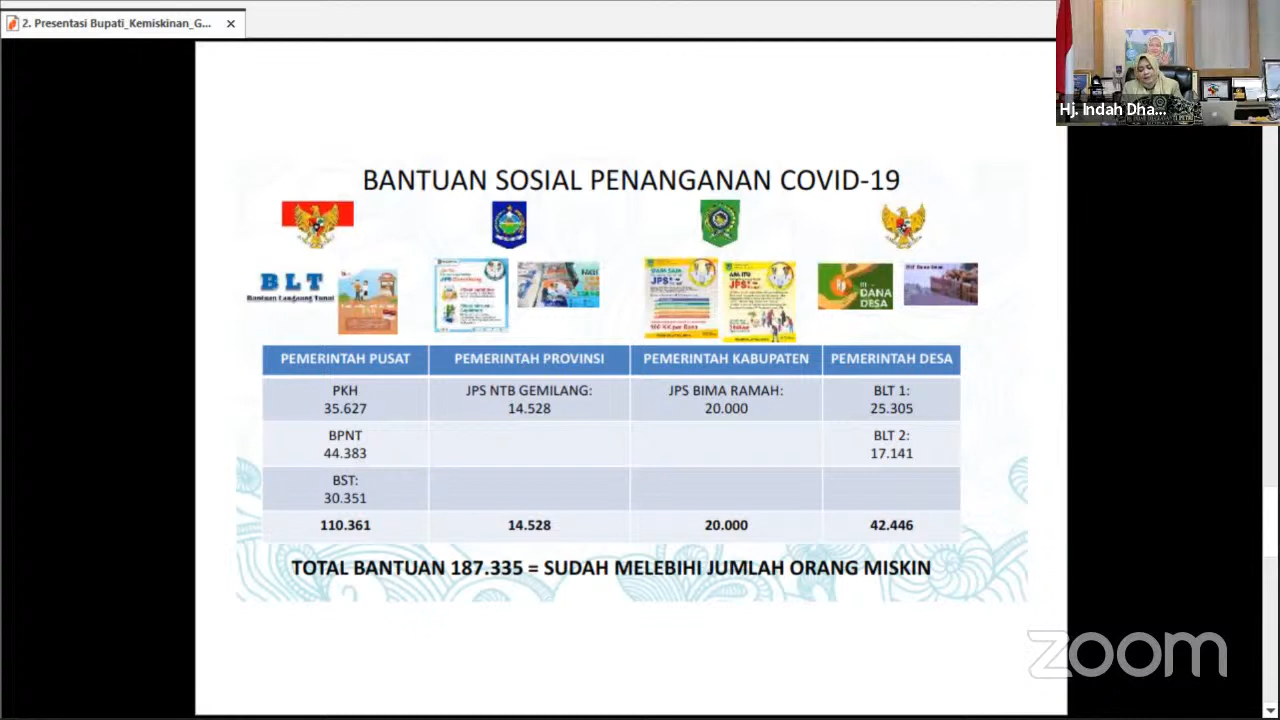 2. Presentasi Bupati_Kemiskinan_G...
Hj. Indah Dha...
BANTUAN SOSIAL PENANGANAN COVID-19
BLT
Bantuan Langsung Tunai
DANA
DESA
PEMERINTAH PUSAT PEMERINTAH PROVINSI PEMERINTAH KABUPATEN PEMERINTAH DESA
PKH JPS NTB GEMILANG: JPS BIMA RAMAH: BLT 1:
35.627 14.528 20.000 25.305
BPNT BLT 2:
44.383 17.141
BST:
30.351
110.361 14.528 20.000 42.446
TOTAL BANTUAN 187.335 = SUDAH MELEBIHI JUMLAH ORANG MISKIN
zoom